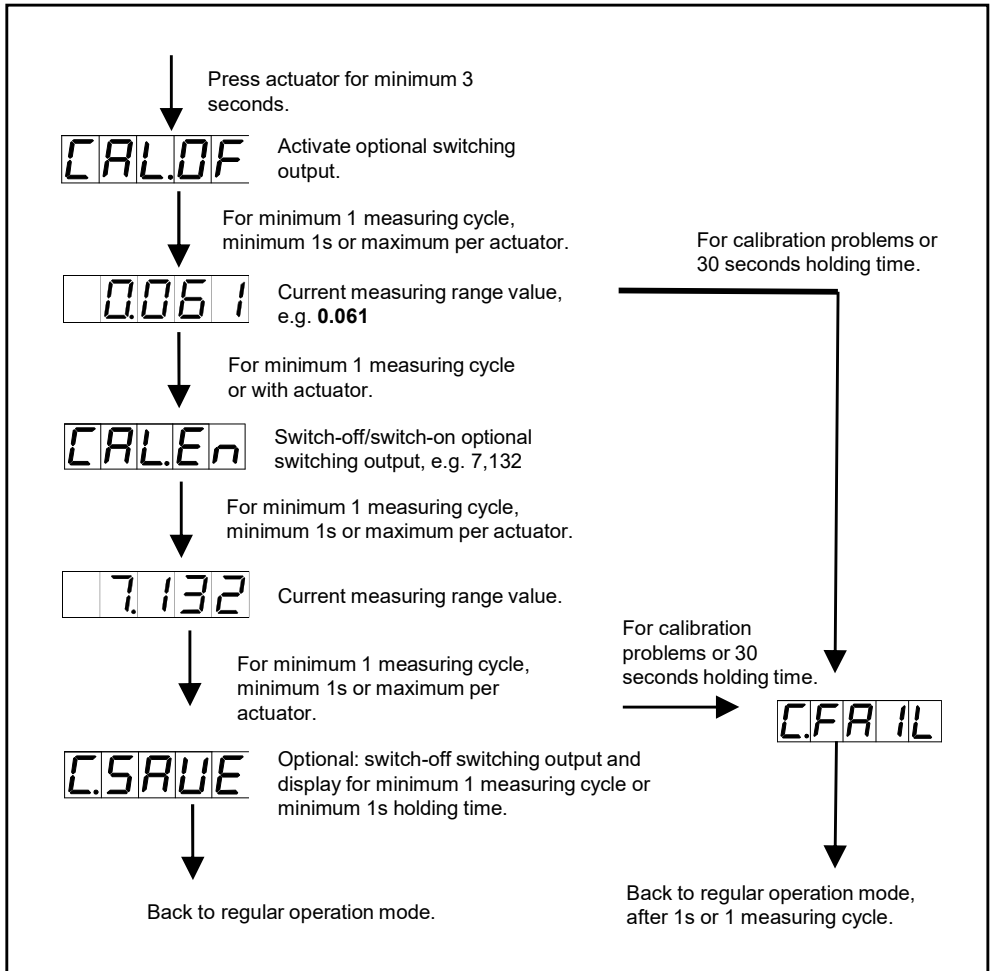 Press actuator for minimum 3
seconds.
CAL.OF
Activate optional switching
output.
For minimum 1 measuring cycle,
minimum 1s or maximum per actuator.
For calibration problems or
30 seconds holding time.
0.061
Current measuring range value,
e.g. 0.061
For minimum 1 measuring cycle
or with actuator.
CAL.En
Switch-off/switch-on optional
switching output, e.g. 7,132
For minimum 1 measuring cycle,
minimum 1s or maximum per actuator.
7.132
Current measuring range value.
For calibration
problems or 30
seconds holding time.
For minimum 1 measuring cycle,
minimum 1s or maximum per
actuator.
C.FAIL
C.SAVE
Optional: switch-off switching output and
display for minimum 1 measuring cycle or
minimum 1s holding time.
Back to regular operation mode.
Back to regular operation mode,
after 1s or 1 measuring cycle.